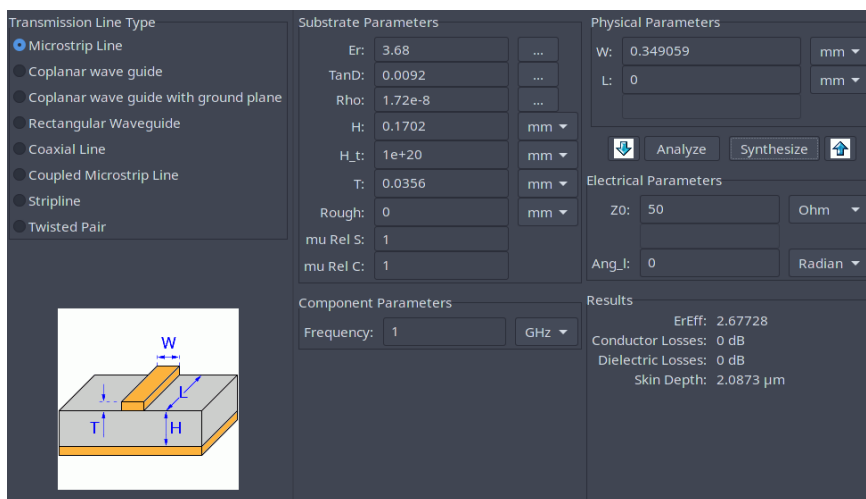 Transmission Line Type
Microstrip Line
Coplanar wave guide
Coplanar wave guide with ground plane
Rectangular Waveguide
Coaxial Line
Coupled Microstrip Line
Stripline
Twisted Pair
W
L
T
H
Substrate Parameters
Er: 3.68 ...
TanD: 0.0092 ...
Rho: 1.72e-8 ...
H: 0.1702 mm
H_t: 1e+20 mm
T: 0.0356 mm
Rough: 0 mm
mu Rel S: 1
mu Rel C: 1
Component Parameters
Frequency: 1 GHz
Physical Parameters
W: 0.349059 mm
L: 0 mm
Analyze Synthesize
Electrical Parameters
Z0: 50 Ohm
Ang_l: 0 Radian
Results
ErEff: 2.67728
Conductor Losses: 0 dB
Dielectric Losses: 0 dB
Skin Depth: 2.0873 µm